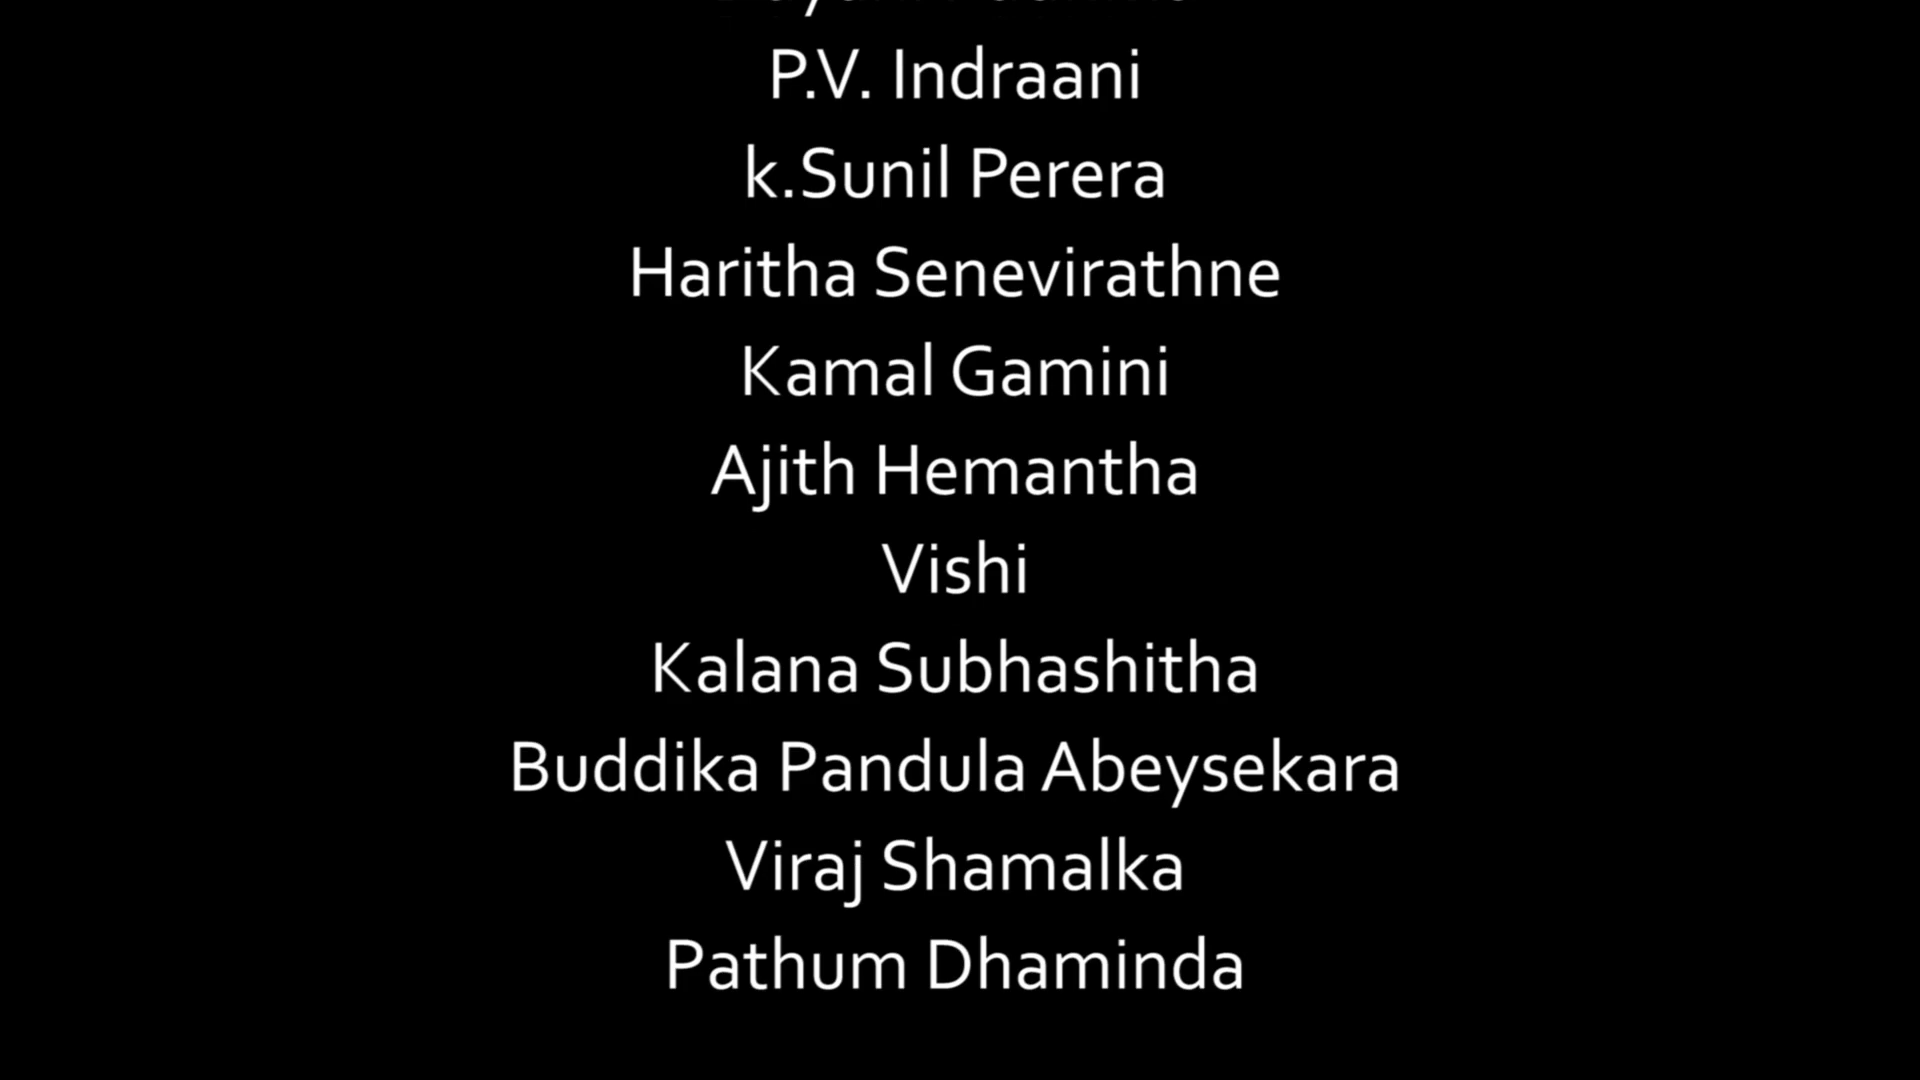 P.V. Indraani
k.Sunil Perera
Haritha Senevirathne
Kamal Gamini
Ajith Hemantha
Vishi
Kalana Subhashitha
Buddika Pandula Abeysekara
Viraj Shamalka
Pathum Dhaminda